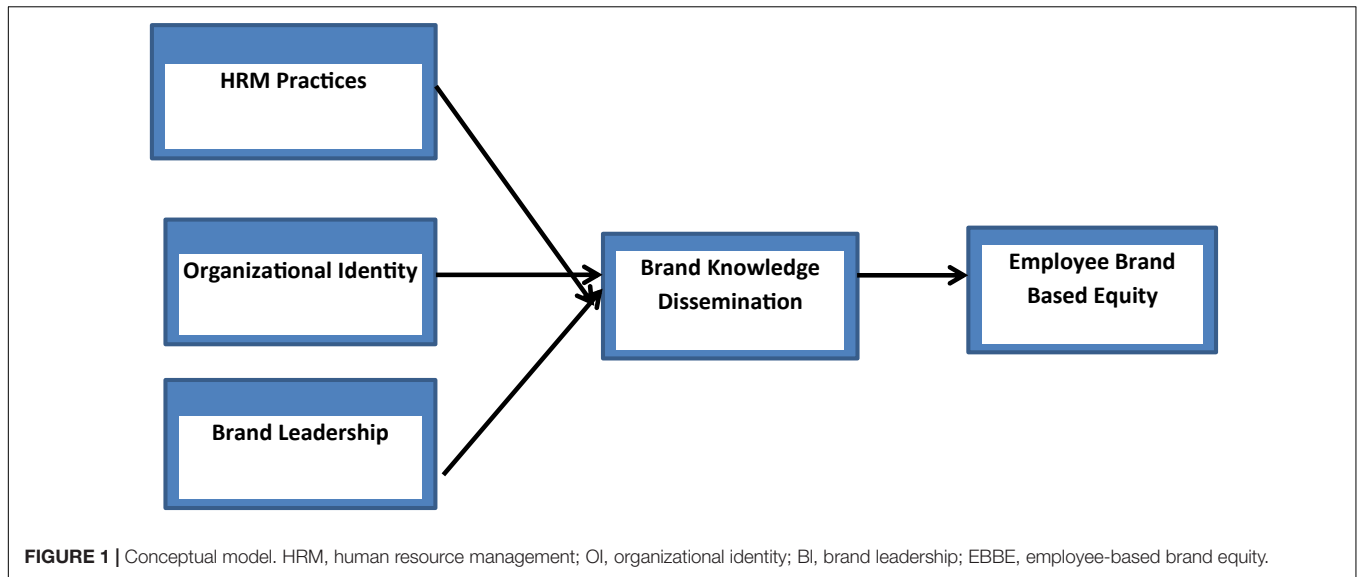 HRM Practices
Organizational Identity
Brand Leadership
Brand Knowledge
Dissemination
Employee Brand
Based Equity
FIGURE 1 | Conceptual model. HRM, human resource management; OI, organizational identity; Bl, brand leadership; EBBE, employee-based brand equity.